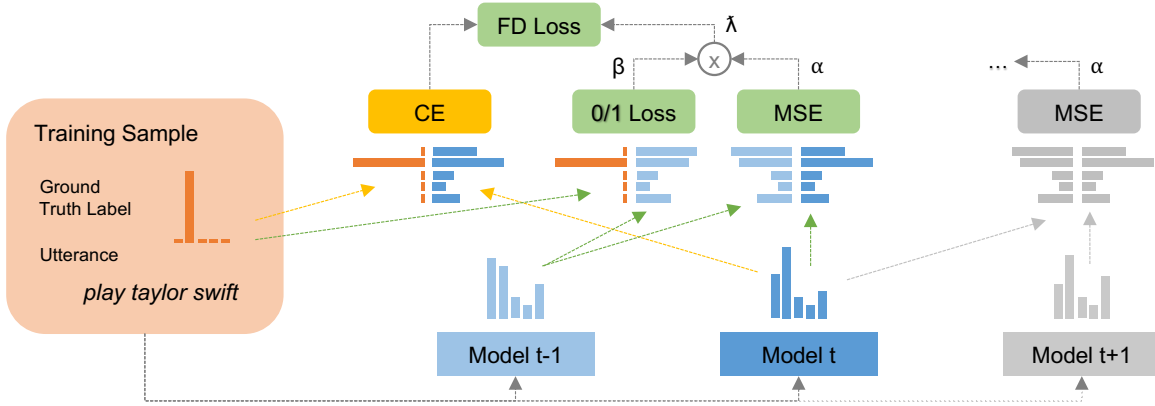 FD Loss
ƛ
β
x
α
...
α
CE
0/1 Loss
MSE
MSE
Training Sample
Ground
Truth Label
Utterance
play taylor swift
Model t-1
Model t
Model t+1